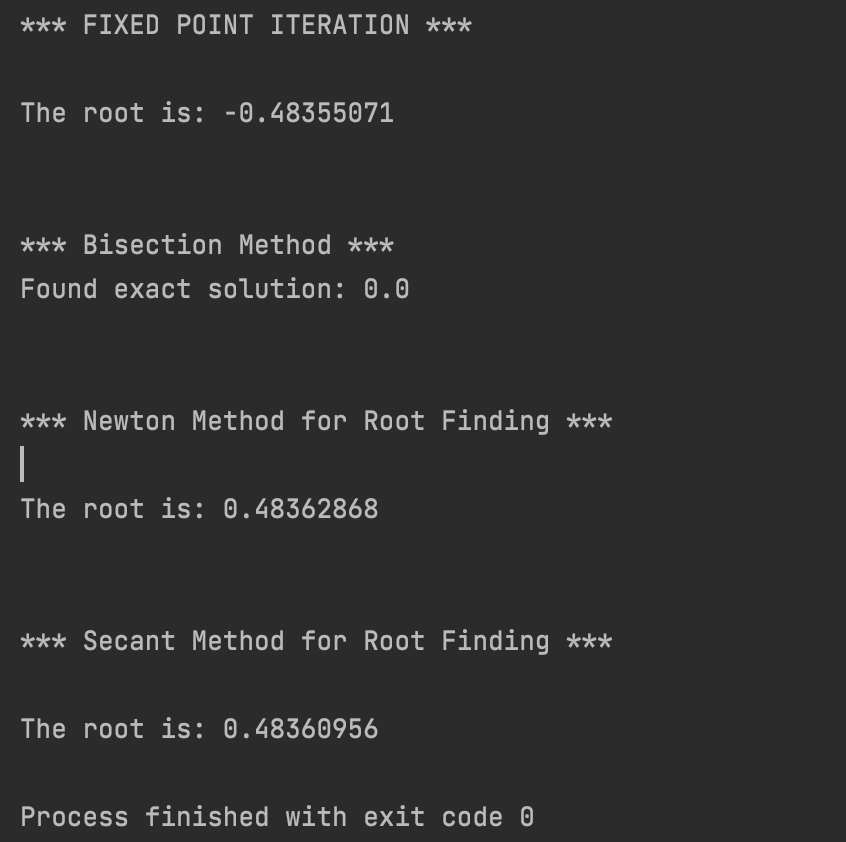 *** FIXED POINT ITERATION ***
The root is: -0.48355071
*** Bisection Method ***
Found exact solution: 0.0
*** Newton Method for Root Finding ***
The root is: 0.48362868
*** Secant Method for Root Finding ***
The root is: 0.48360956
Process finished with exit code 0